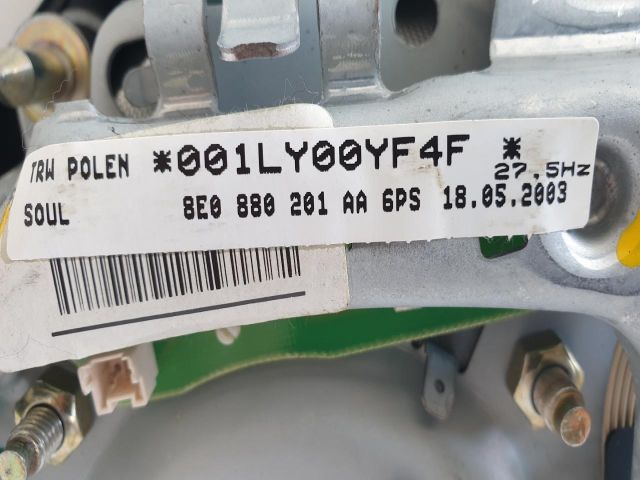 TRW POLEN *001LY00YF4F *
27,5Hz
SOUL 8E0 880 201 AA 6PS 18.05.2003